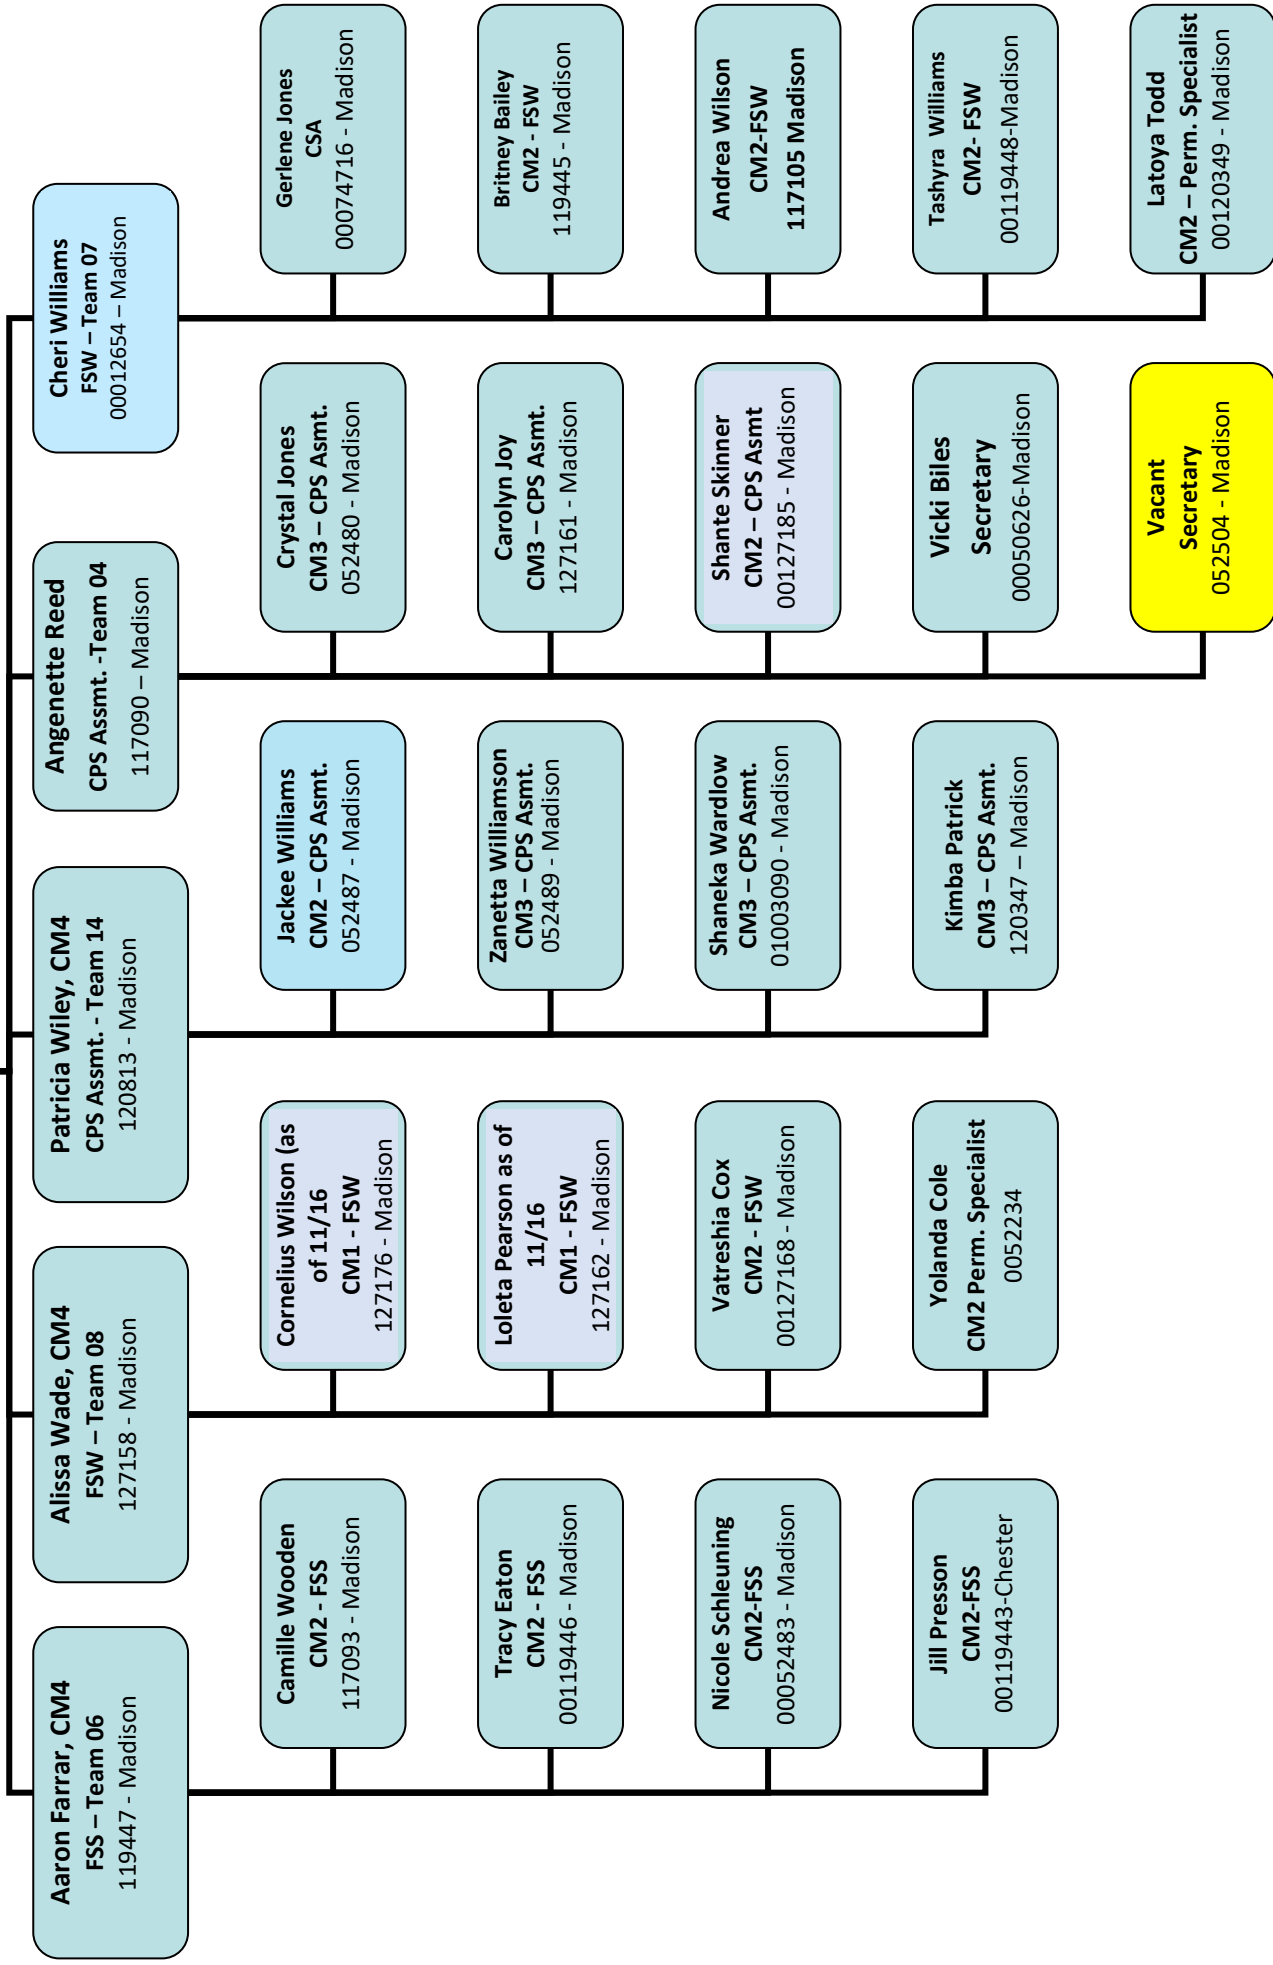 Aaron Farrar, CM4
FSS – Team 06
119447 - Madison
Alissa Wade, CM4
FSW – Team 08
127158 - Madison
Patricia Wiley, CM4
CPS Assmt. - Team 14
120813 - Madison
Angenette Reed
CPS Assmt. -Team 04
117090 – Madison
Cheri Williams
FSW – Team 07
00012654 – Madison
Camille Wooden
CM2 - FSS
117093 - Madison
Cornelius Wilson (as
of 11/16
CM1 - FSW
127176 - Madison
Jackee Williams
CM2 – CPS Asmt.
052487 - Madison
Crystal Jones
CM3 – CPS Asmt.
052480 - Madison
Gerlene Jones
CSA
00074716 - Madison
Tracy Eaton
CM2 - FSS
00119446 - Madison
Loleta Pearson as of
11/16
CM1 - FSW
127162 - Madison
Zanetta Williamson
CM3 – CPS Asmt.
052489 - Madison
Carolyn Joy
CM3 – CPS Asmt.
127161 - Madison
Britney Bailey
CM2 - FSW
119445 - Madison
Nicole Schleuning
CM2-FSS
00052483 - Madison
Vatreshia Cox
CM2 - FSW
00127168 - Madison
Shaneka Wardlow
CM3 – CPS Asmt.
01003090 - Madison
Shante Skinner
CM2 – CPS Asmt
00127185 - Madison
Andrea Wilson
CM2-FSW
117105 Madison
Jill Presson
CM2-FSS
00119443-Chester
Yolanda Cole
CM2 Perm. Specialist
0052234
Kimba Patrick
CM3 – CPS Asmt.
120347 – Madison
Vicki Biles
Secretary
00050626-Madison
Tashyra Williams
CM2- FSW
00119448-Madison
Vacant
Secretary
052504 - Madison
Latoya Todd
CM2 – Perm. Specialist
00120349 - Madison